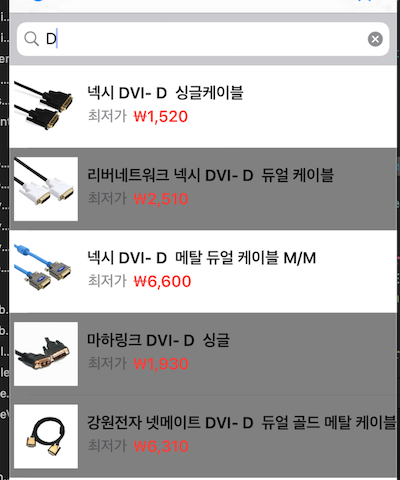 D
넥시 DVI- D 싱글케이블
최저가 ₩1,520
리버네트워크 넥시 DVI- D 듀얼 케이블
최저가 ₩2,510
넥시 DVI- D 메탈 듀얼 케이블 M/M
최저가 ₩6,600
마하링크 DVI- D 싱글
최저가 ₩1,930
강원전자 넷메이트 DVI- D 듀얼 골드 메탈 케이블
최저가 ₩6,310